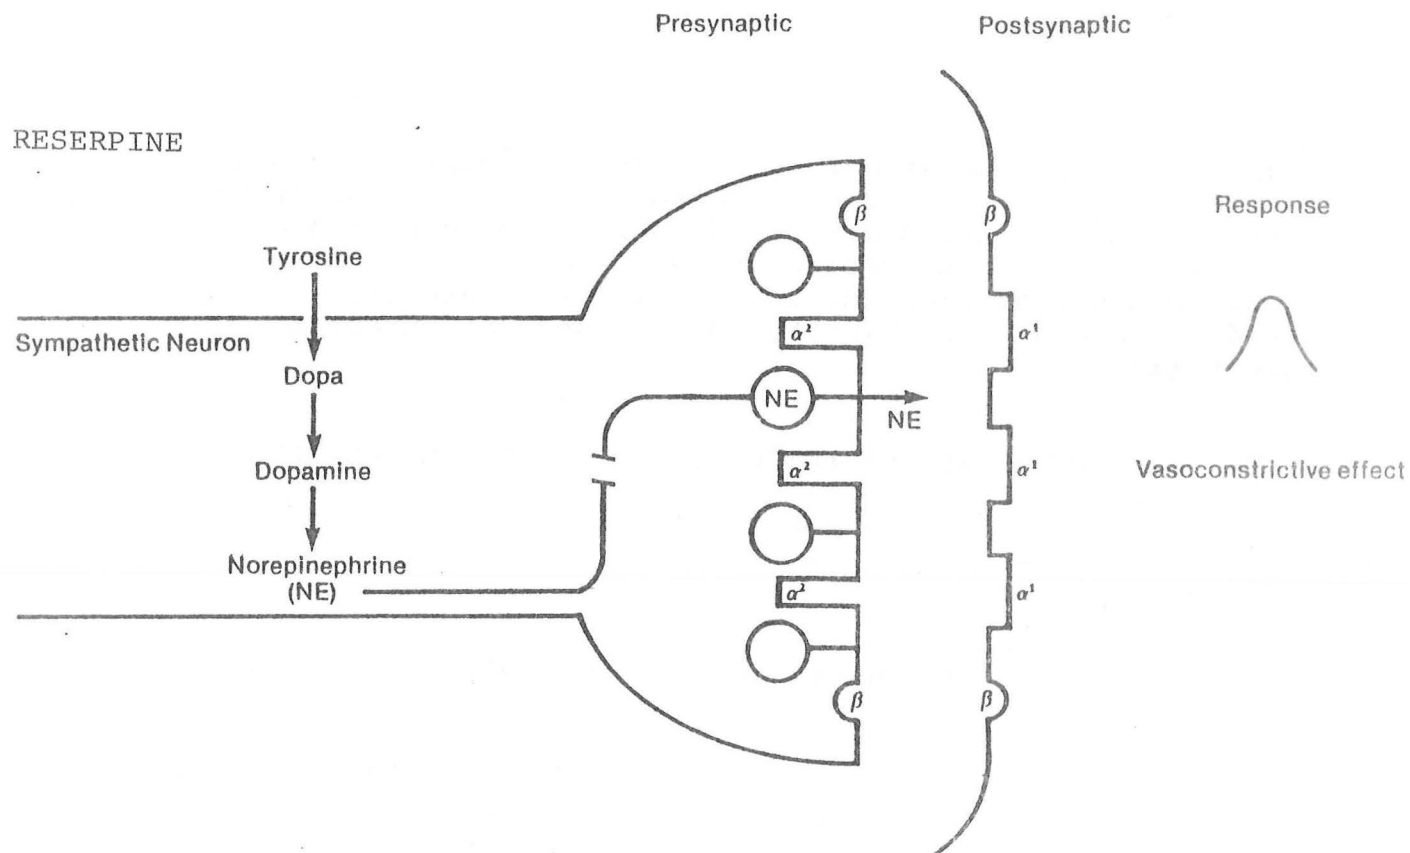 Presynaptic
Postsynaptic
RESERPINE
β
β
Response
Tyrosine
α²
α¹
Sympathetic Neuron
Dopa
NE
NE
α²
α¹
Dopamine
Vasoconstrictive effect
Norepinephrine
(NE)
α²
α¹
β
β